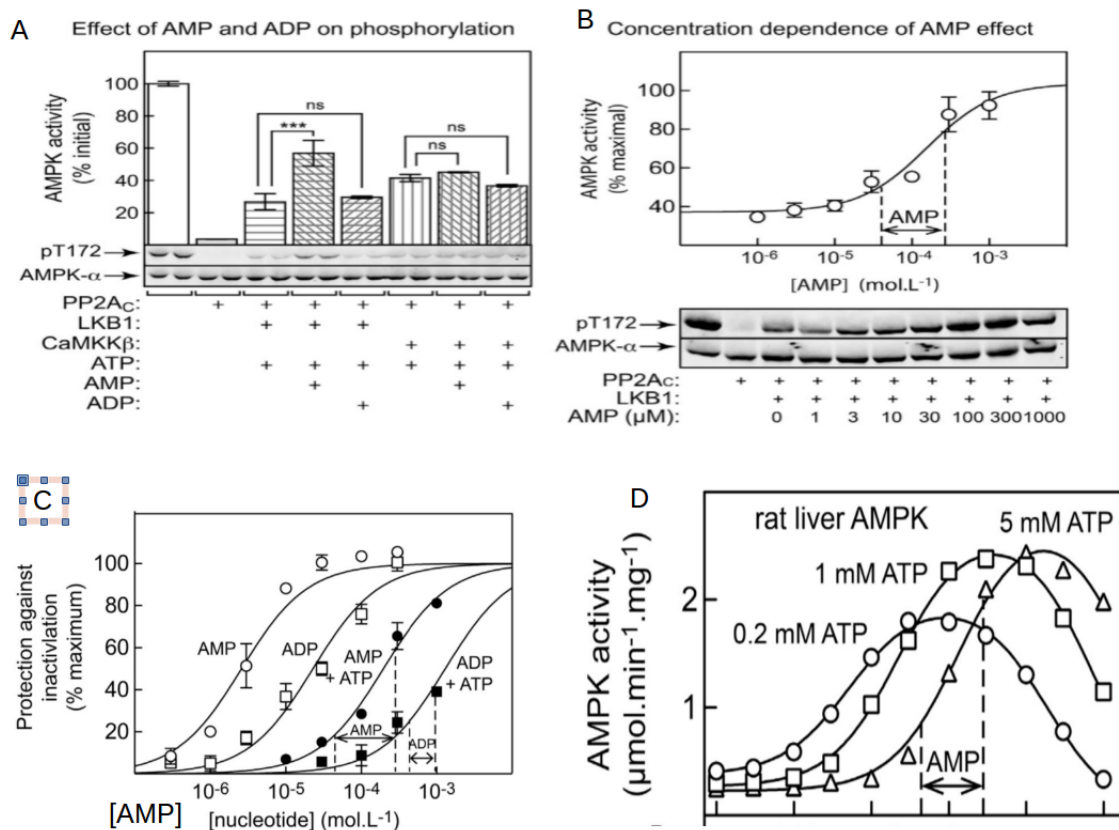 A
Effect of AMP and ADP on phosphorylation
AMPK activity
(% initial)
100
80
60
40
20
ns
***
ns
ns
pT172
AMPK-α
PP2Ac: + + + + + + +
LKB1: + + +
CaMKKβ: + + +
ATP: + + + + + +
AMP: + +
ADP: + +
B
Concentration dependence of AMP effect
AMPK activity
(% maximal)
100
80
60
40
AMP
10-6 10-5 10-4 10-3
[AMP] (mol.L-1)
pT172
AMPK-α
PP2Ac: + + + + + + + + +
LKB1: + + + + + + + +
AMP (µM): 0 1 3 10 30 100 300 1000
C
Protection against
inactivlation
(% maximum)
100
80
60
40
20
AMP
ADP
AMP
+ ATP
ADP
+ ATP
AMP
ADP
10-6 10-5 10-4 10-3
[AMP] [nucleotide] (mol.L-1)
D
rat liver AMPK
5 mM ATP
1 mM ATP
0.2 mM ATP
AMPK activity
(µmol.min-1.mg-1)
2
1
AMP